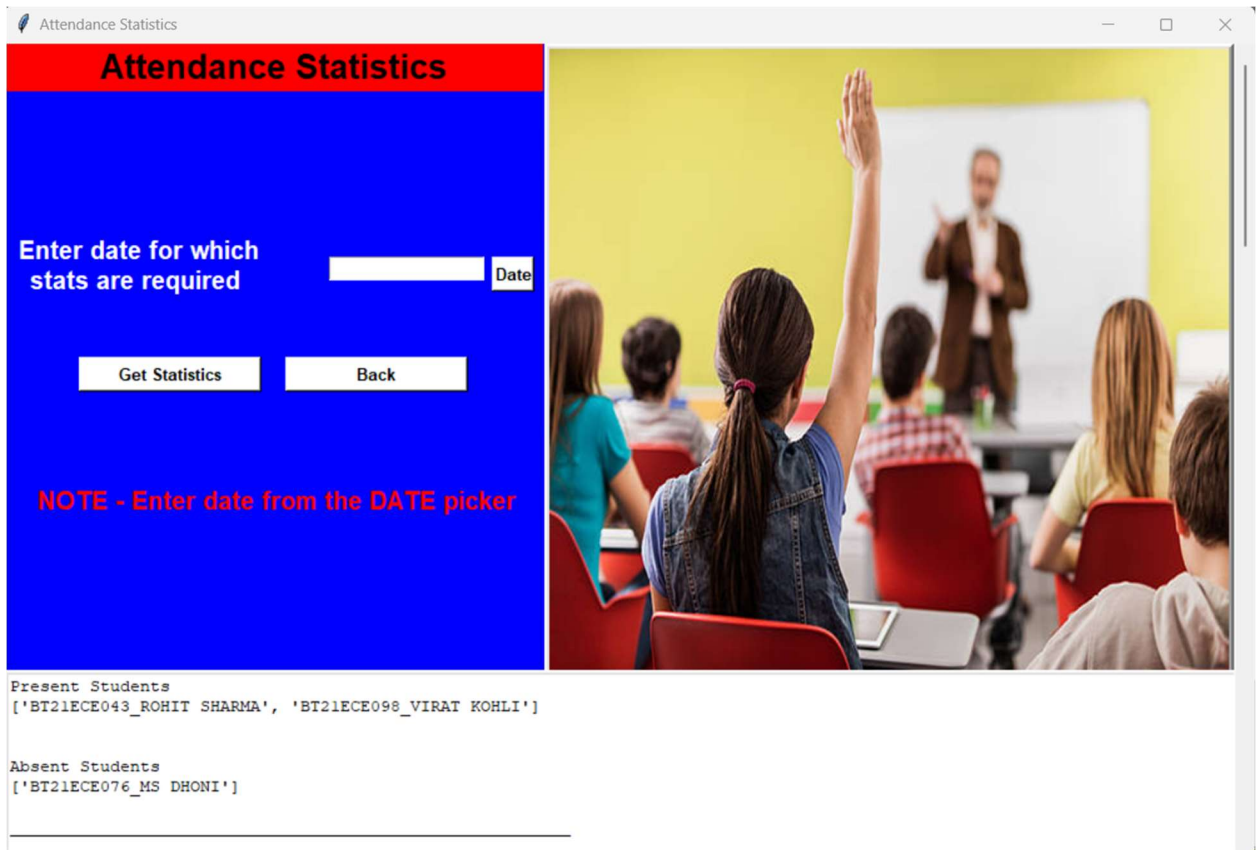 Attendance Statistics
Attendance Statistics
Enter date for which
stats are required
Date
Get Statistics
Back
NOTE - Enter date from the DATE picker
Present Students
['BT21ECE043_ROHIT SHARMA', 'BT21ECE098_VIRAT KOHLI']
Absent Students
['BT21ECE076_MS DHONI']